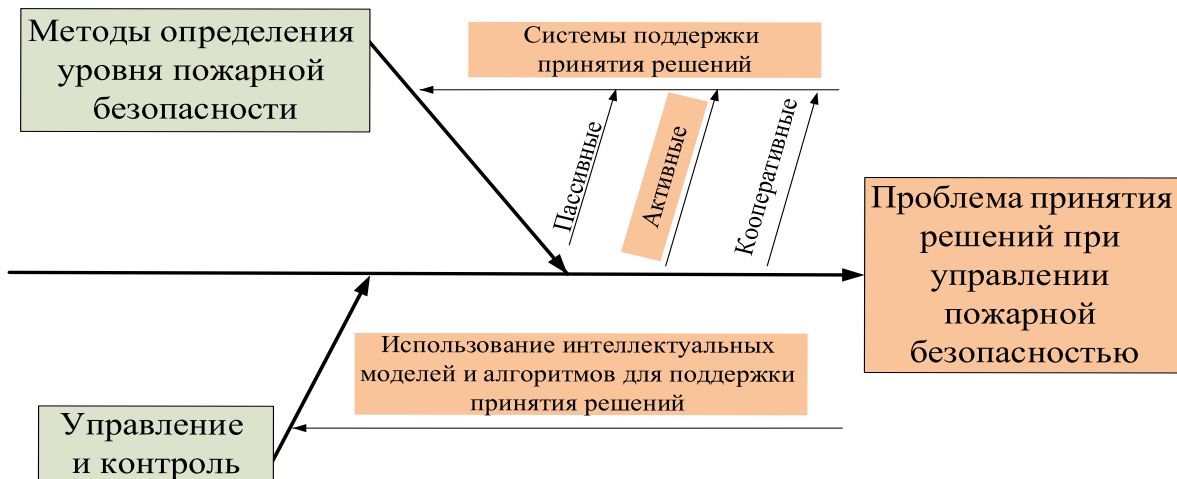 Методы определения
уровня пожарной
безопасности
Системы поддержки
принятия решений
Пассивные
Активные
Кооперативные
Проблема принятия
решений при
управлении
пожарной
безопасностью
Использование интеллектуальных
моделей и алгоритмов для поддержки
принятия решений
Управление
и контроль